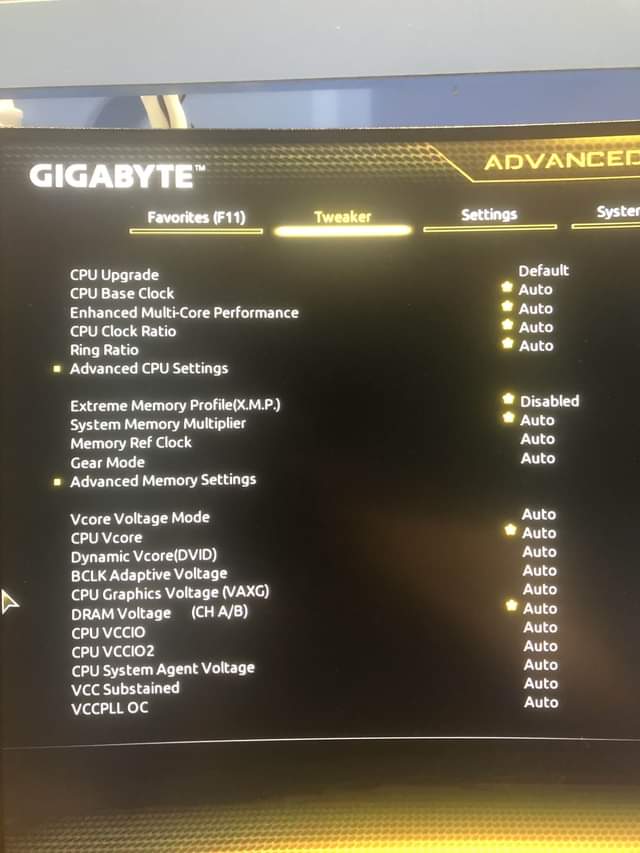 GIGABYTE™
ADVANCED
Favorites (F11) Tweaker Settings
CPU Upgrade Default
CPU Base Clock Auto
Enhanced Multi-Core Performance Auto
CPU Clock Ratio Auto
Ring Ratio Auto
Advanced CPU Settings
Extreme Memory Profile(X.M.P.) Disabled
System Memory Multiplier Auto
Memory Ref Clock Auto
Gear Mode Auto
Advanced Memory Settings
Vcore Voltage Mode Auto
CPU Vcore Auto
Dynamic Vcore(DVID) Auto
BCLK Adaptive Voltage Auto
CPU Graphics Voltage (VAXG) Auto
DRAM Voltage (CH A/B) Auto
CPU VCCIO Auto
CPU VCCIO2 Auto
CPU System Agent Voltage Auto
VCC Substained Auto
VCCPLL OC Auto